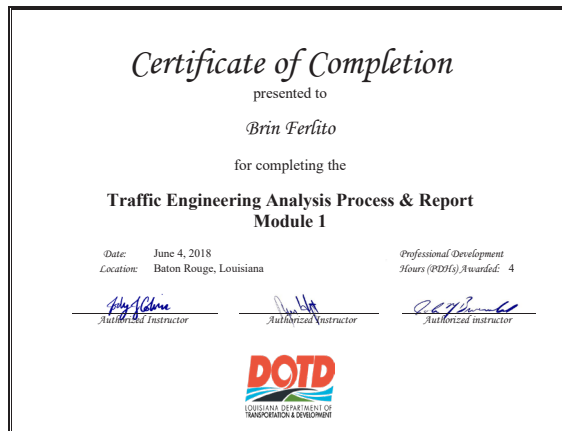 Certificate of Completion
presented to
Brin Ferlito
for completing the
Traffic Engineering Analysis Process & Report
Module 1
Date: June 4, 2018
Location: Baton Rouge, Louisiana
Professional Development
Hours (PDHs) Awarded: 4
Authorized Instructor
Authorized Instructor
Authorized instructor
DOTD
LOUISIANA DEPARTMENT OF
TRANSPORTATION & DEVELOPMENT